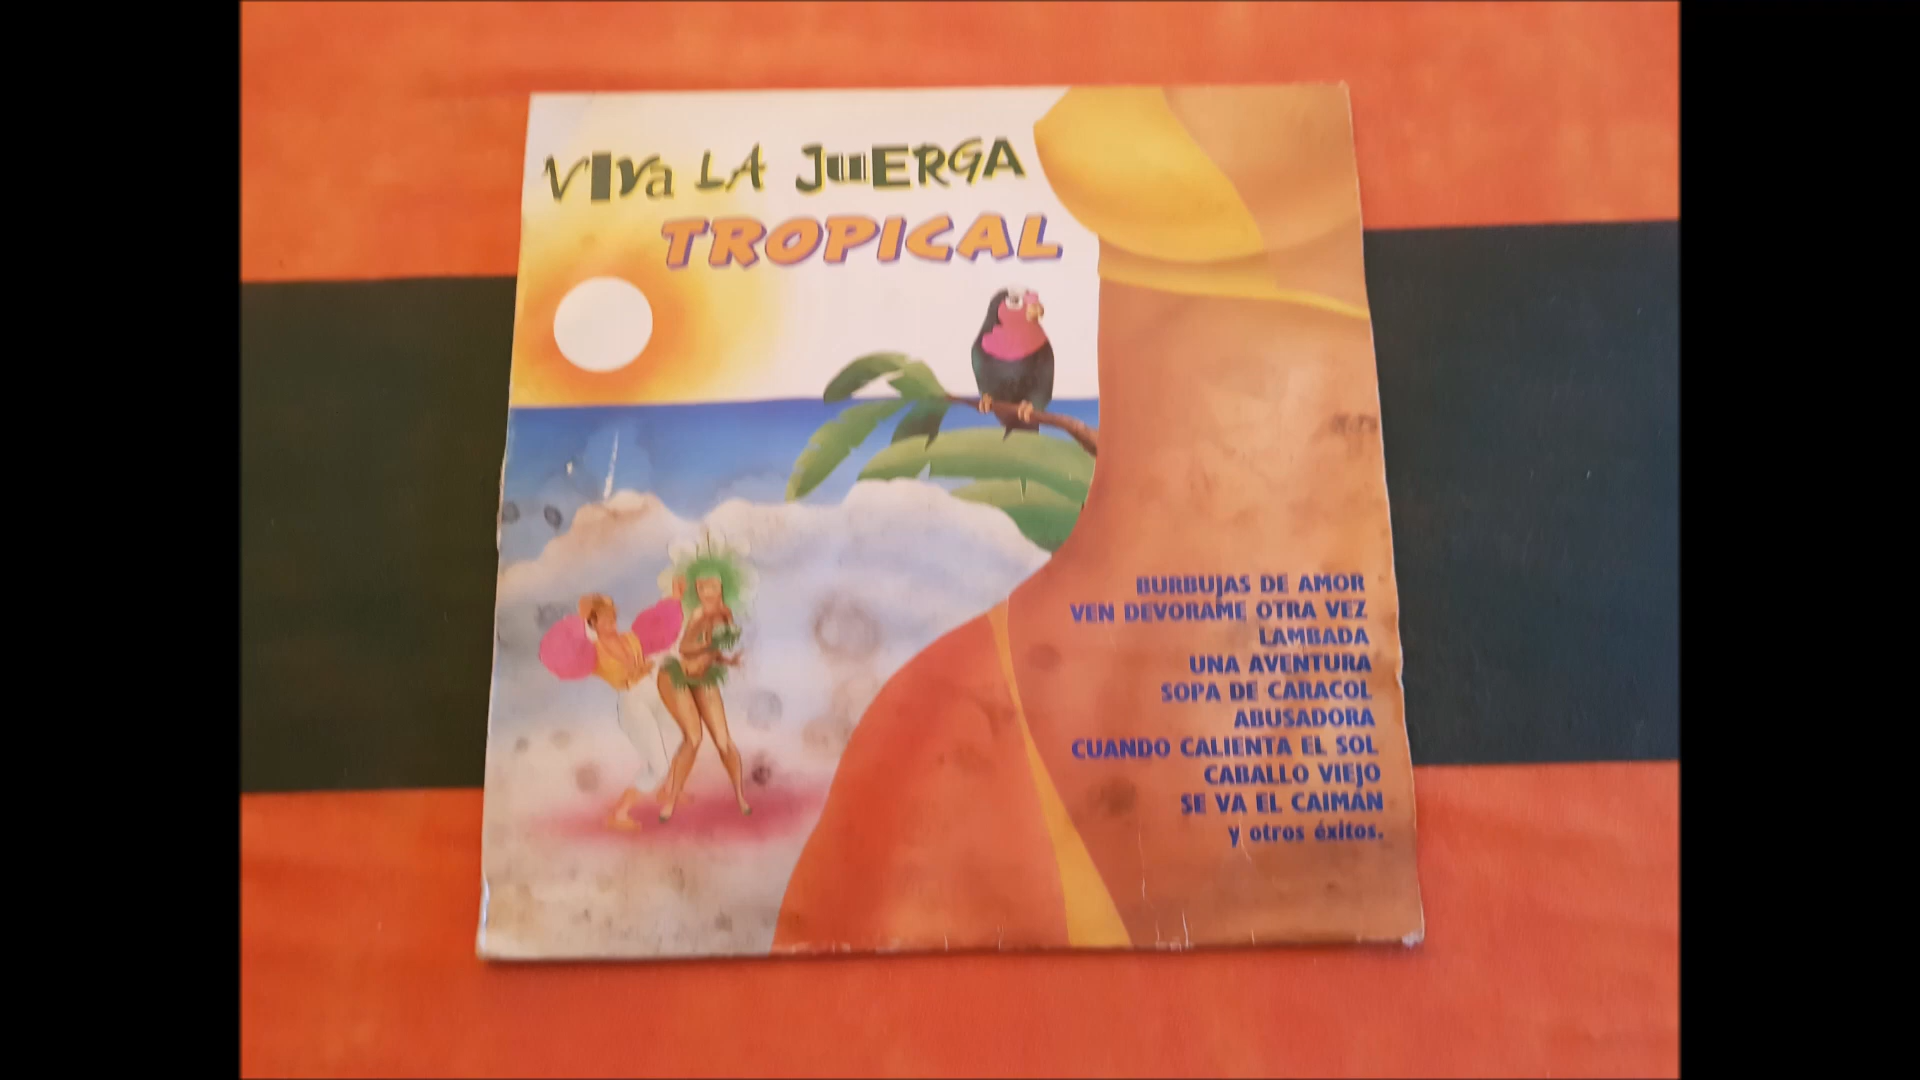 VIVa LA JUERGA
TROPICAL
BURBUJAS DE AMOR
VEN DEVORAME OTRA VEZ
LAMBADA
UNA AVENTURA
SOPA DE CARACOL
ABUSADORA
CUANDO CALIENTA EL SOL
CABALLO VIEJO
SE VA EL CAIMÁN
y otros éxitos.